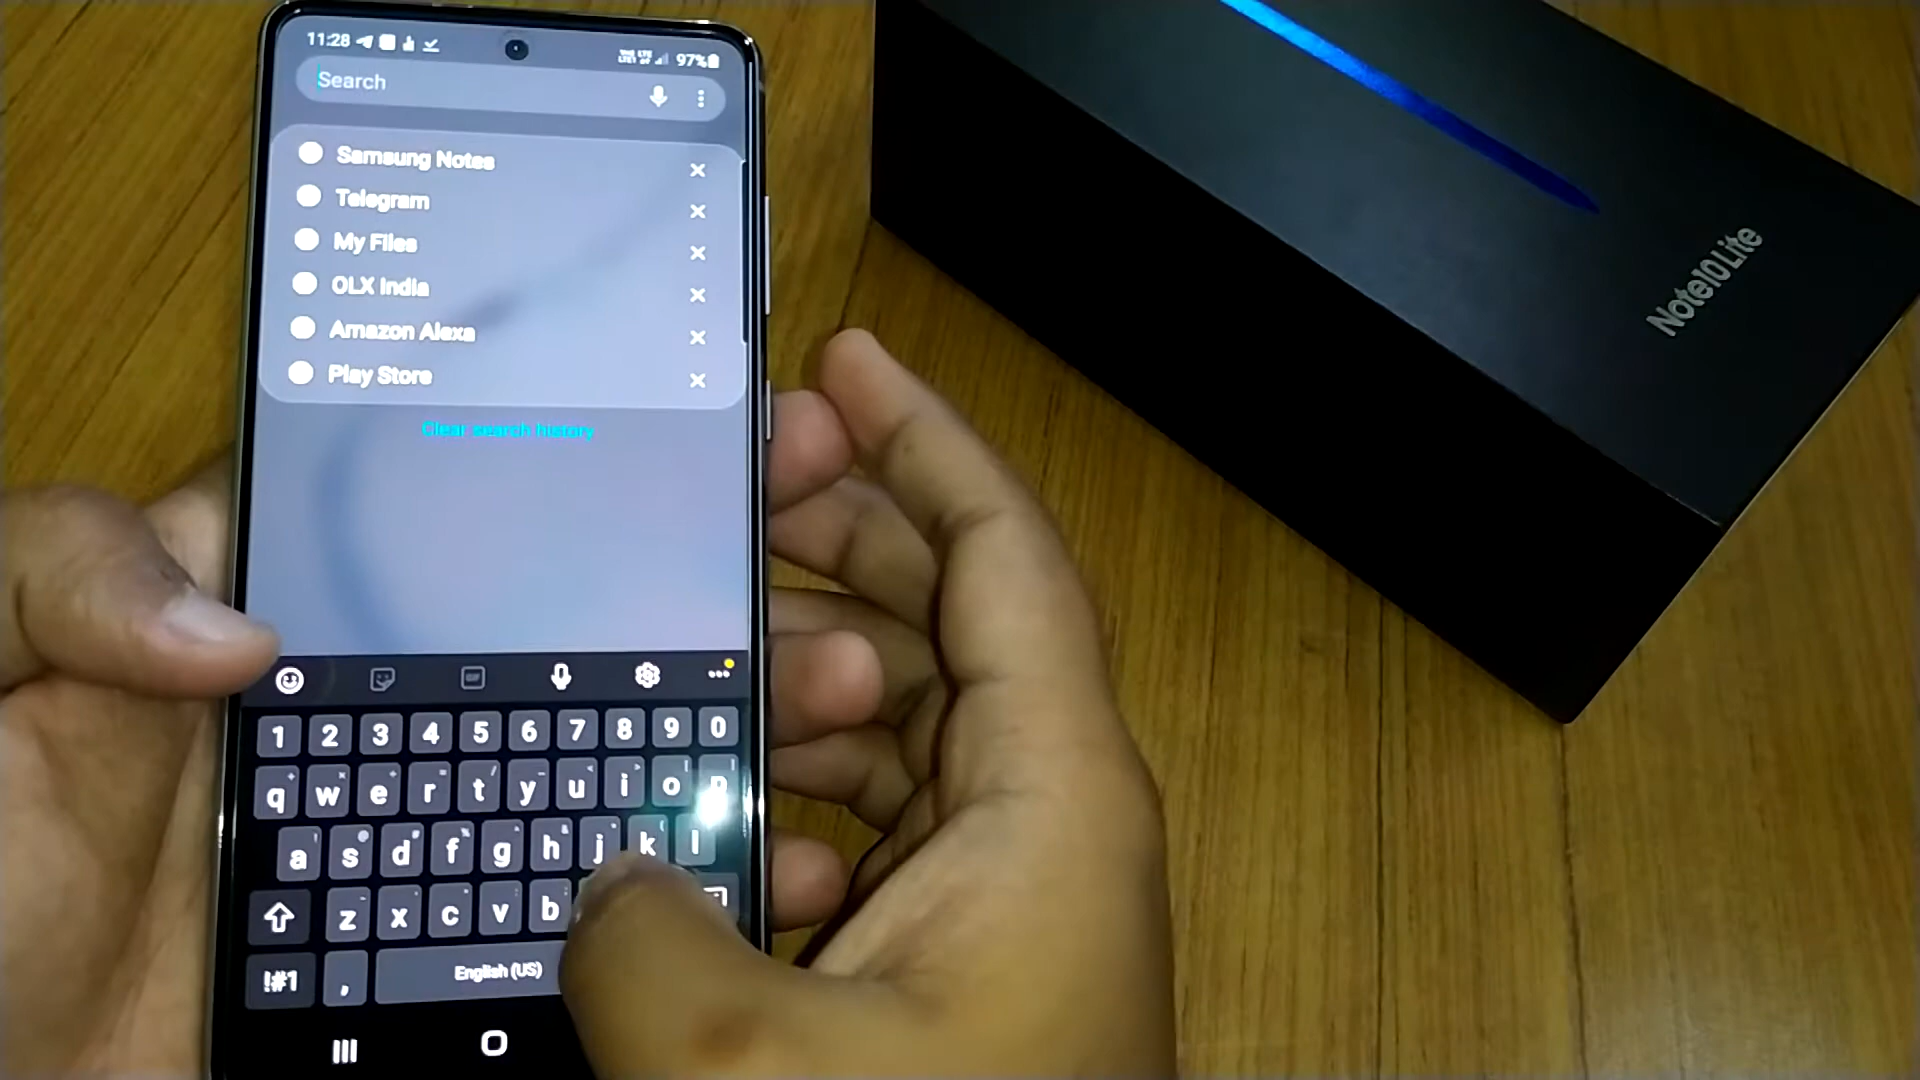 11:28
97%
Search
Samsung Notes
Telegram
My Files
OLX India
Amazon Alexa
Play Store
Clear search history
GIF
1 2 3 4 5 6 7 8 9 0
q w e r t y u i o p
a s d f g h j k l
z x c v b
!#1 , English (US)
Note10 Lite